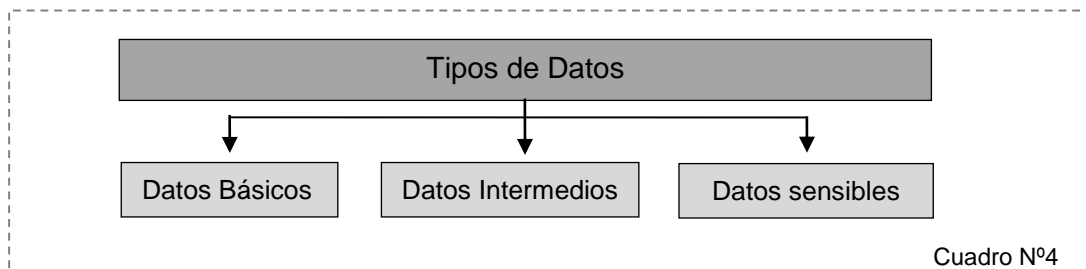 Tipos de Datos
Datos Básicos
Datos Intermedios
Datos sensibles
Cuadro Nº4